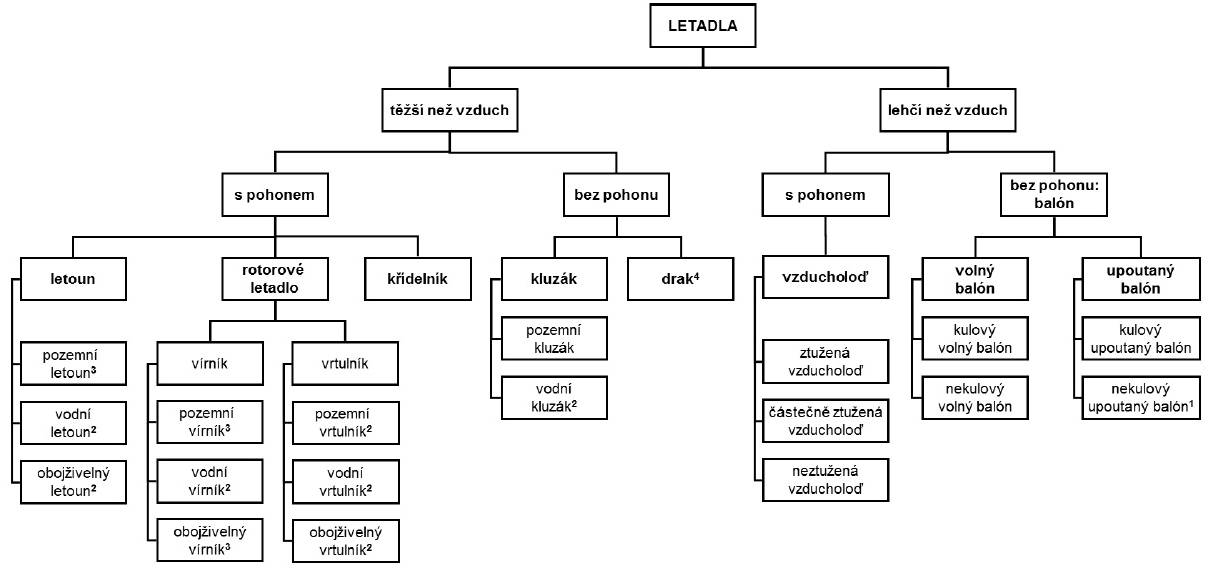 LETADLA
těžší než vzduch
lehčí než vzduch
s pohonem
bez pohonu
s pohonem
bez pohonu:
balón
letoun
rotorové
letadlo
křídelník
kluzák
drak⁴
vzducholoď
volný
balón
upoutaný
balón
pozemní
letoun³
vodní
letoun²
obojživelný
letoun²
vírník
pozemní
vírník³
vodní
vírník²
obojživelný
vírník³
vrtulník
pozemní
vrtulník²
vodní
vrtulník²
obojživelný
vrtulník²
pozemní
kluzák
vodní
kluzák²
ztužená
vzducholoď
částečně ztužená
vzducholoď
neztužená
vzducholoď
kulový
volný balón
nekulový
volný balón
kulový
upoutaný balón
nekulový
upoutaný balón¹